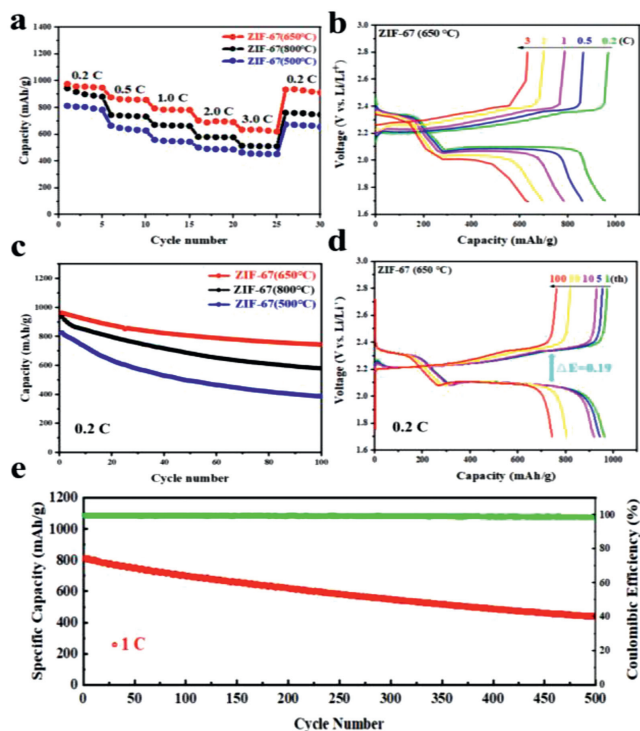 a
ZIF-67(650℃)
ZIF-67(800℃)
ZIF-67(500℃)
0.2 C
0.5 C
1.0 C
2.0 C
3.0 C
0.2 C
Capacity (mAh/g)
1400
1200
1000
800
600
400
200
0
0 5 10 15 20 25 30
Cycle number
b
ZIF-67 (650 ℃)
3 1 0.5 0.2 (C)
Voltage (V vs. Li/Li⁺)
2.8
2.6
2.4
2.2
2.0
1.8
1.6
0 200 400 600 800 1000
Capacity (mAh/g)
c
ZIF-67(650℃)
ZIF-67(800℃)
ZIF-67(500℃)
Capacity (mAh/g)
1400
1200
1000
800
600
400
200
0
0.2 C
0 20 40 60 80 100
Cycle number
d
ZIF-67 (650 ℃)
100 10 5 1(th)
Voltage (V vs. Li/Li⁺)
2.8
2.6
2.4
2.2
2.0
1.8
1.6
△E=0.19
0.2 C
0 200 400 600 800 1000
Capacity (mAh/g)
e
Specific Capacity (mAh/g)
1200
1000
800
600
400
200
0
1 C
Coulombic Efficiency (%)
100
80
60
40
20
0
0 50 100 150 200 250 300 350 400 450 500
Cycle Number